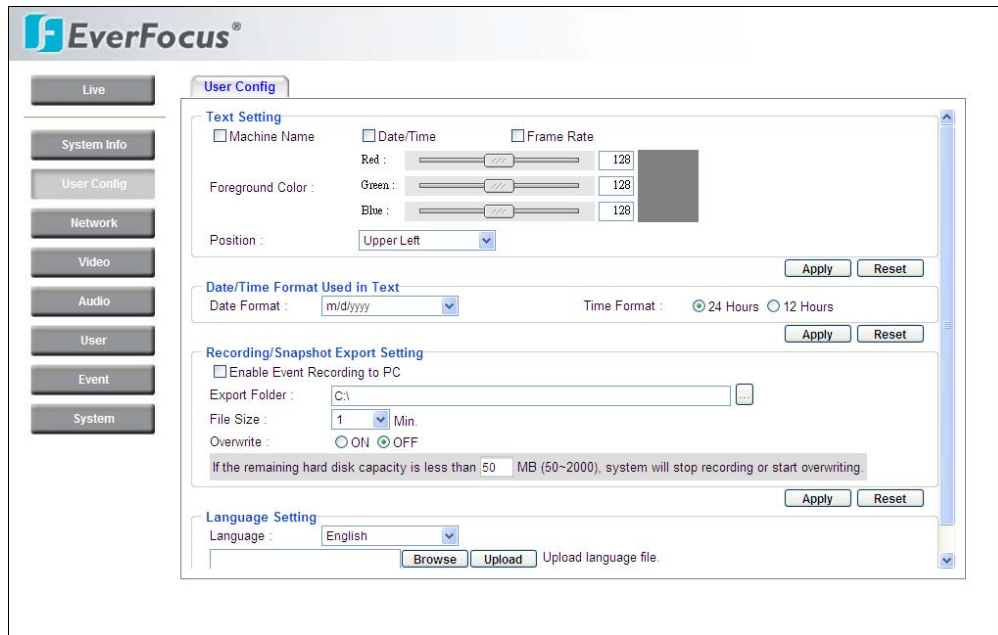 EverFocus®
Live
System Info
User Config
Network
Video
Audio
User
Event
System
User Config
Text Setting
Machine Name Date/Time Frame Rate
Foreground Color :
Red : 128
Green : 128
Blue : 128
Position : Upper Left
Apply Reset
Date/Time Format Used in Text
Date Format : m/d/yyyy Time Format : 24 Hours 12 Hours
Apply Reset
Recording/Snapshot Export Setting
Enable Event Recording to PC
Export Folder : C:\ ...
File Size : 1 Min.
Overwrite : ON OFF
If the remaining hard disk capacity is less than 50 MB (50~2000), system will stop recording or start overwriting.
Apply Reset
Language Setting
Language : English
Browse Upload Upload language file.